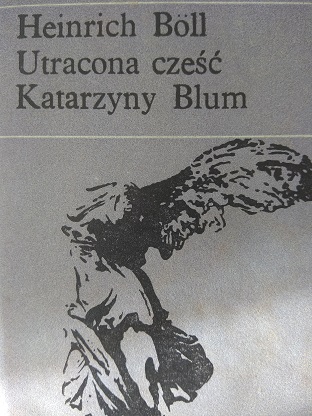 Heinrich Böll
Utracona cześć
Katarzyny Blum